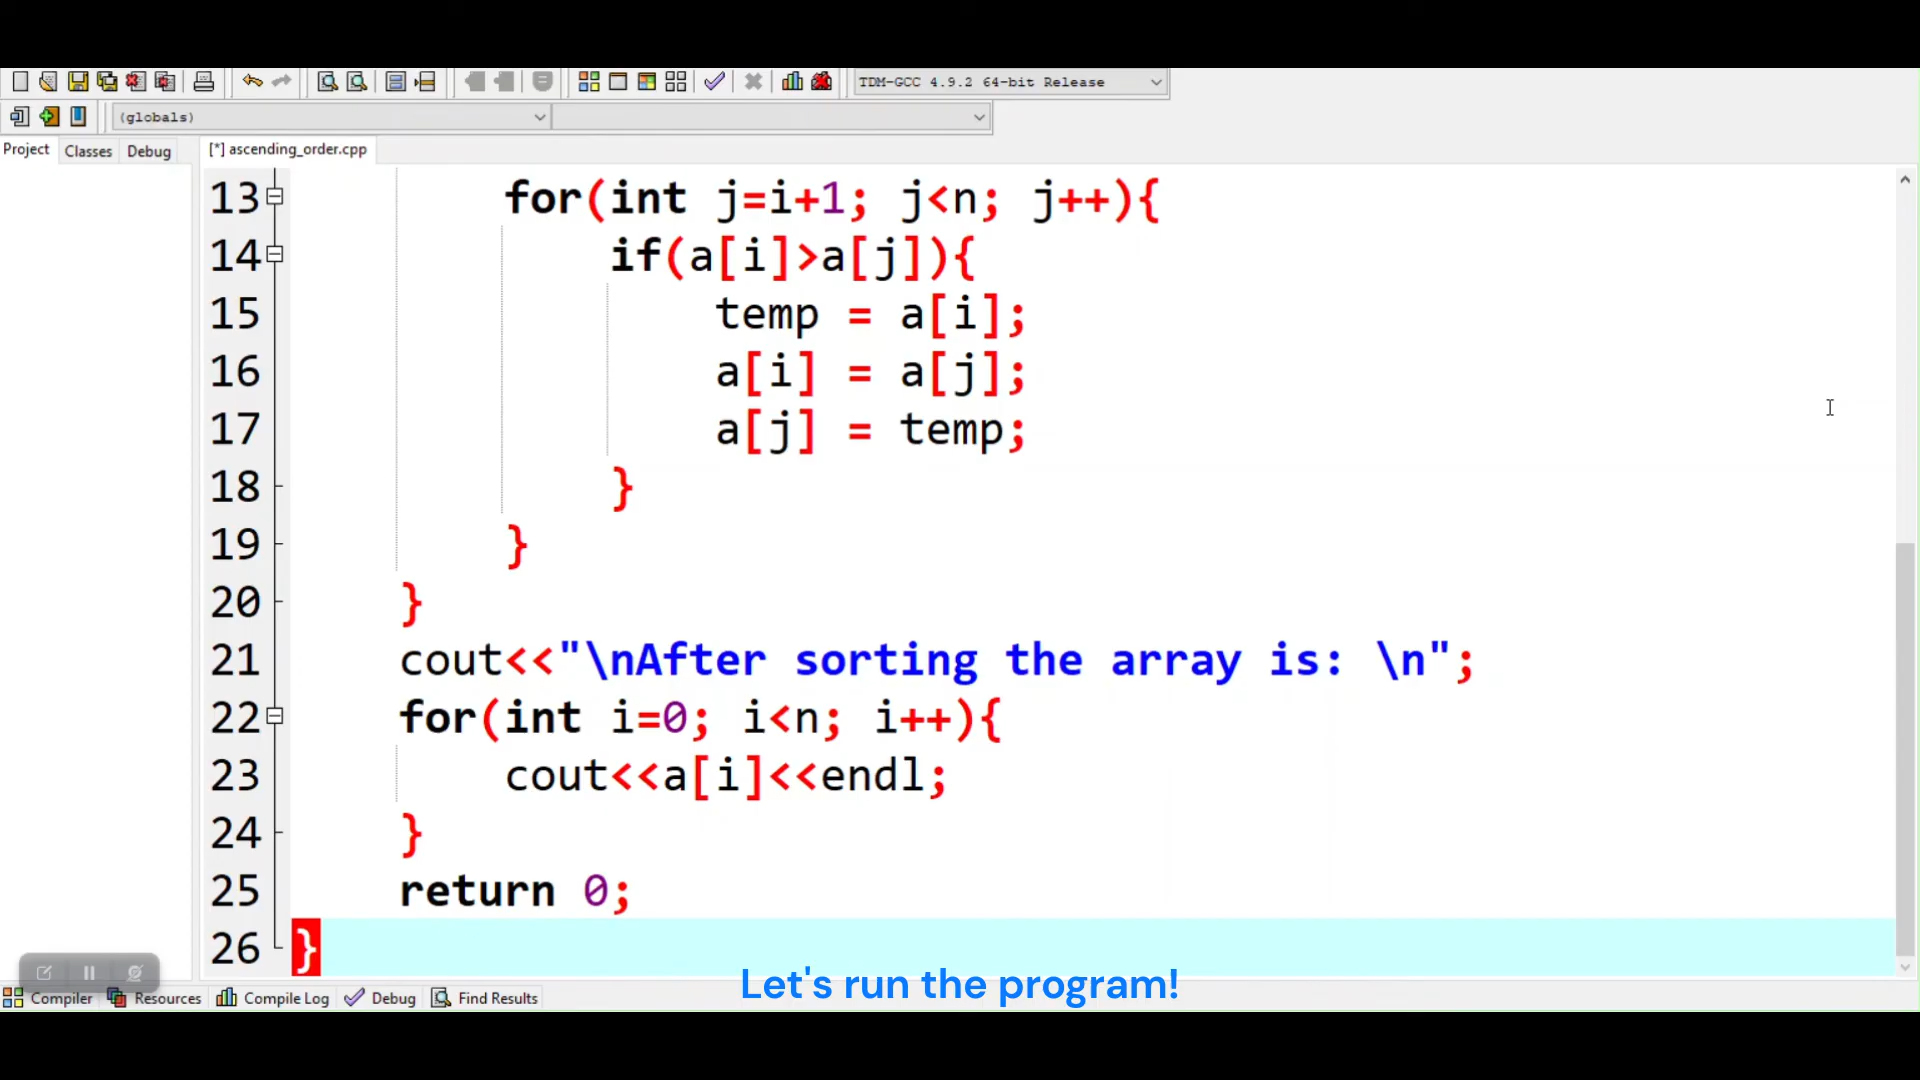 TDM-GCC 4.9.2 64-bit Release
(globals)
Project Classes Debug [*] ascending_order.cpp
13 for(int j=i+1; j<n; j++){
14 if(a[i]>a[j]){
15 temp = a[i];
16 a[i] = a[j];
17 a[j] = temp;
18 }
19 }
20 }
21 cout<<"\nAfter sorting the array is: \n";
22 for(int i=0; i<n; i++){
23 cout<<a[i]<<endl;
24 }
25 return 0;
26 }
Let's run the program!
Compiler Resources Compile Log Debug Find Results